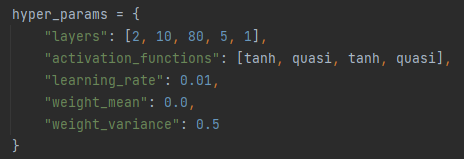 hyper_params = {
    "layers": [2, 10, 80, 5, 1],
    "activation_functions": [tanh, quasi, tanh, quasi],
    "learning_rate": 0.01,
    "weight_mean": 0.0,
    "weight_variance": 0.5
}